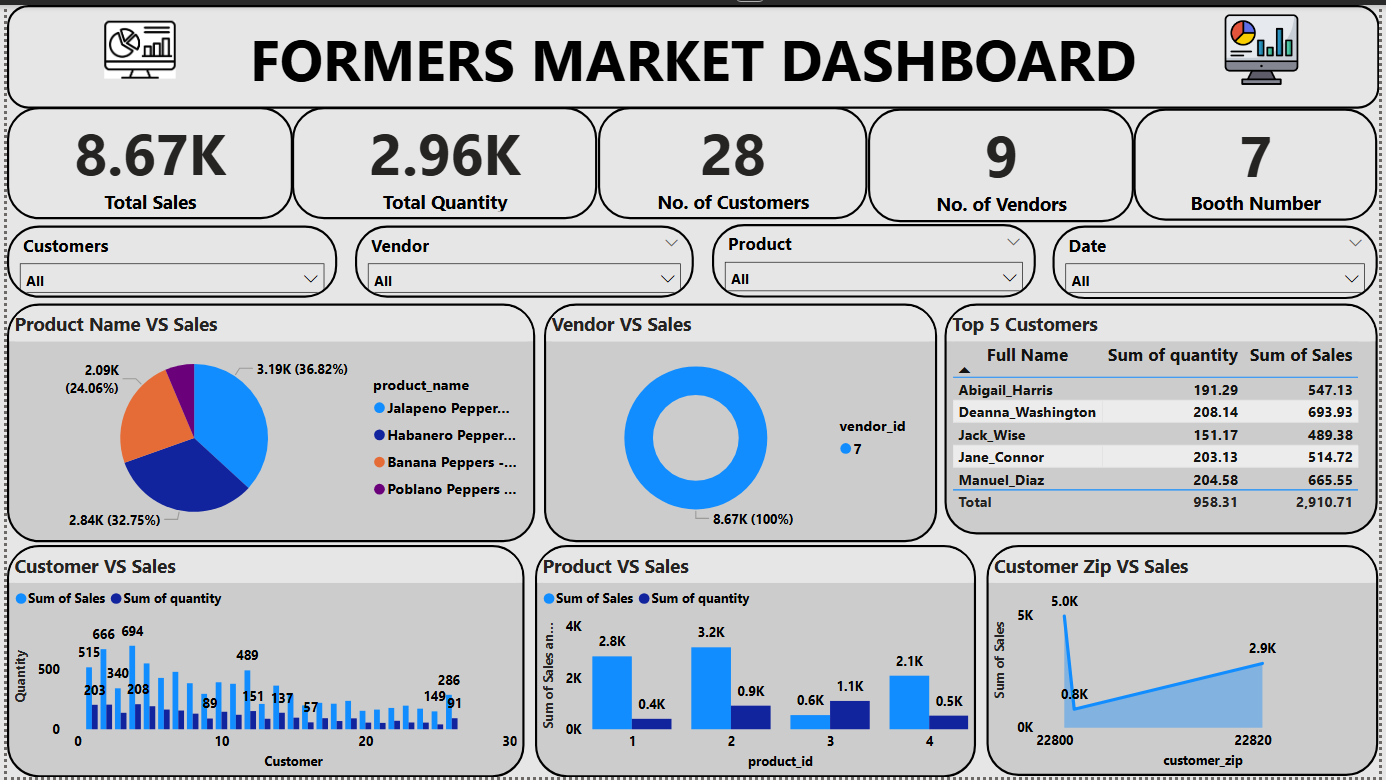 FORMERS MARKET DASHBOARD
8.67K
Total Sales
2.96K
Total Quantity
28
No. of Customers
9
No. of Vendors
7
Booth Number
Customers
All
Vendor
All
Product
All
Date
All
Product Name VS Sales
3.19K (36.82%)
2.09K
(24.06%)
2.84K (32.75%)
product_name
Jalapeno Pepper...
Habanero Pepper...
Banana Peppers -...
Poblano Peppers ...
Vendor VS Sales
8.67K (100%)
vendor_id
7
Top 5 Customers
Full Name Sum of quantity Sum of Sales
Abigail_Harris 191.29 547.13
Deanna_Washington 208.14 693.93
Jack_Wise 151.17 489.38
Jane_Connor 203.13 514.72
Manuel_Diaz 204.58 665.55
Total 958.31 2,910.71
Customer VS Sales
Sum of Sales Sum of quantity
Quantity
500
0
515 666 340 694 489 286
203 208 89 151 137 57 149 91
0 10 20 30
Customer
Product VS Sales
Sum of Sales Sum of quantity
Sum of Sales an...
4K
2K
0K
2.8K 3.2K 0.6K 2.1K
0.4K 0.9K 1.1K 0.5K
1 2 3 4
product_id
Customer Zip VS Sales
Sum of Sales
5K
0K
5.0K
0.8K
2.9K
22800 22820
customer_zip